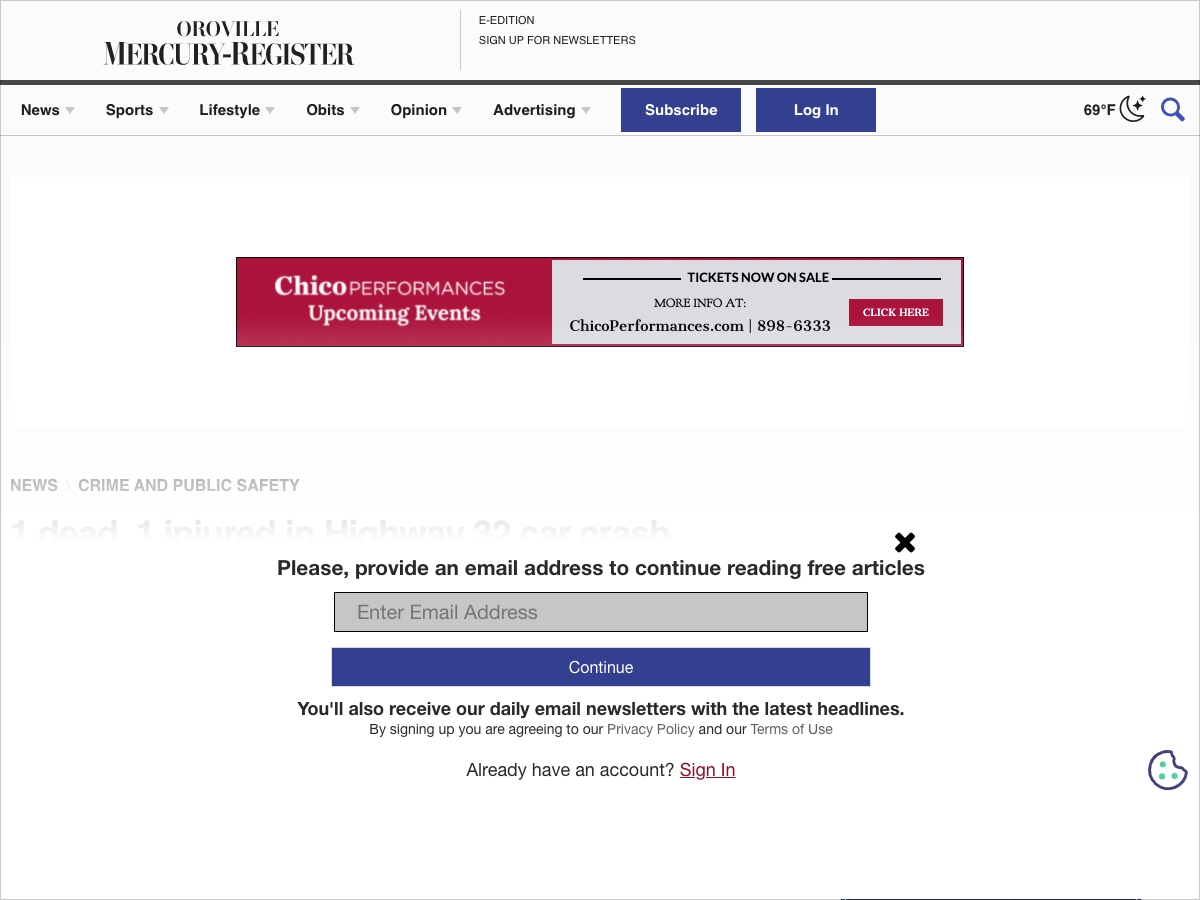 OROVILLE
MERCURY-REGISTER
E-EDITION
SIGN UP FOR NEWSLETTERS
News
Sports
Lifestyle
Obits
Opinion
Advertising
Subscribe
Log In
69°F
Chico PERFORMANCES
Upcoming Events
TICKETS NOW ON SALE
MORE INFO AT:
ChicoPerformances.com | 898-6333
CLICK HERE
NEWS > CRIME AND PUBLIC SAFETY
1 dead, 1 injured in Highway 32 car crash
Please, provide an email address to continue reading free articles
Enter Email Address
Continue
You'll also receive our daily email newsletters with the latest headlines.
By signing up you are agreeing to our Privacy Policy and our Terms of Use
Already have an account? Sign In